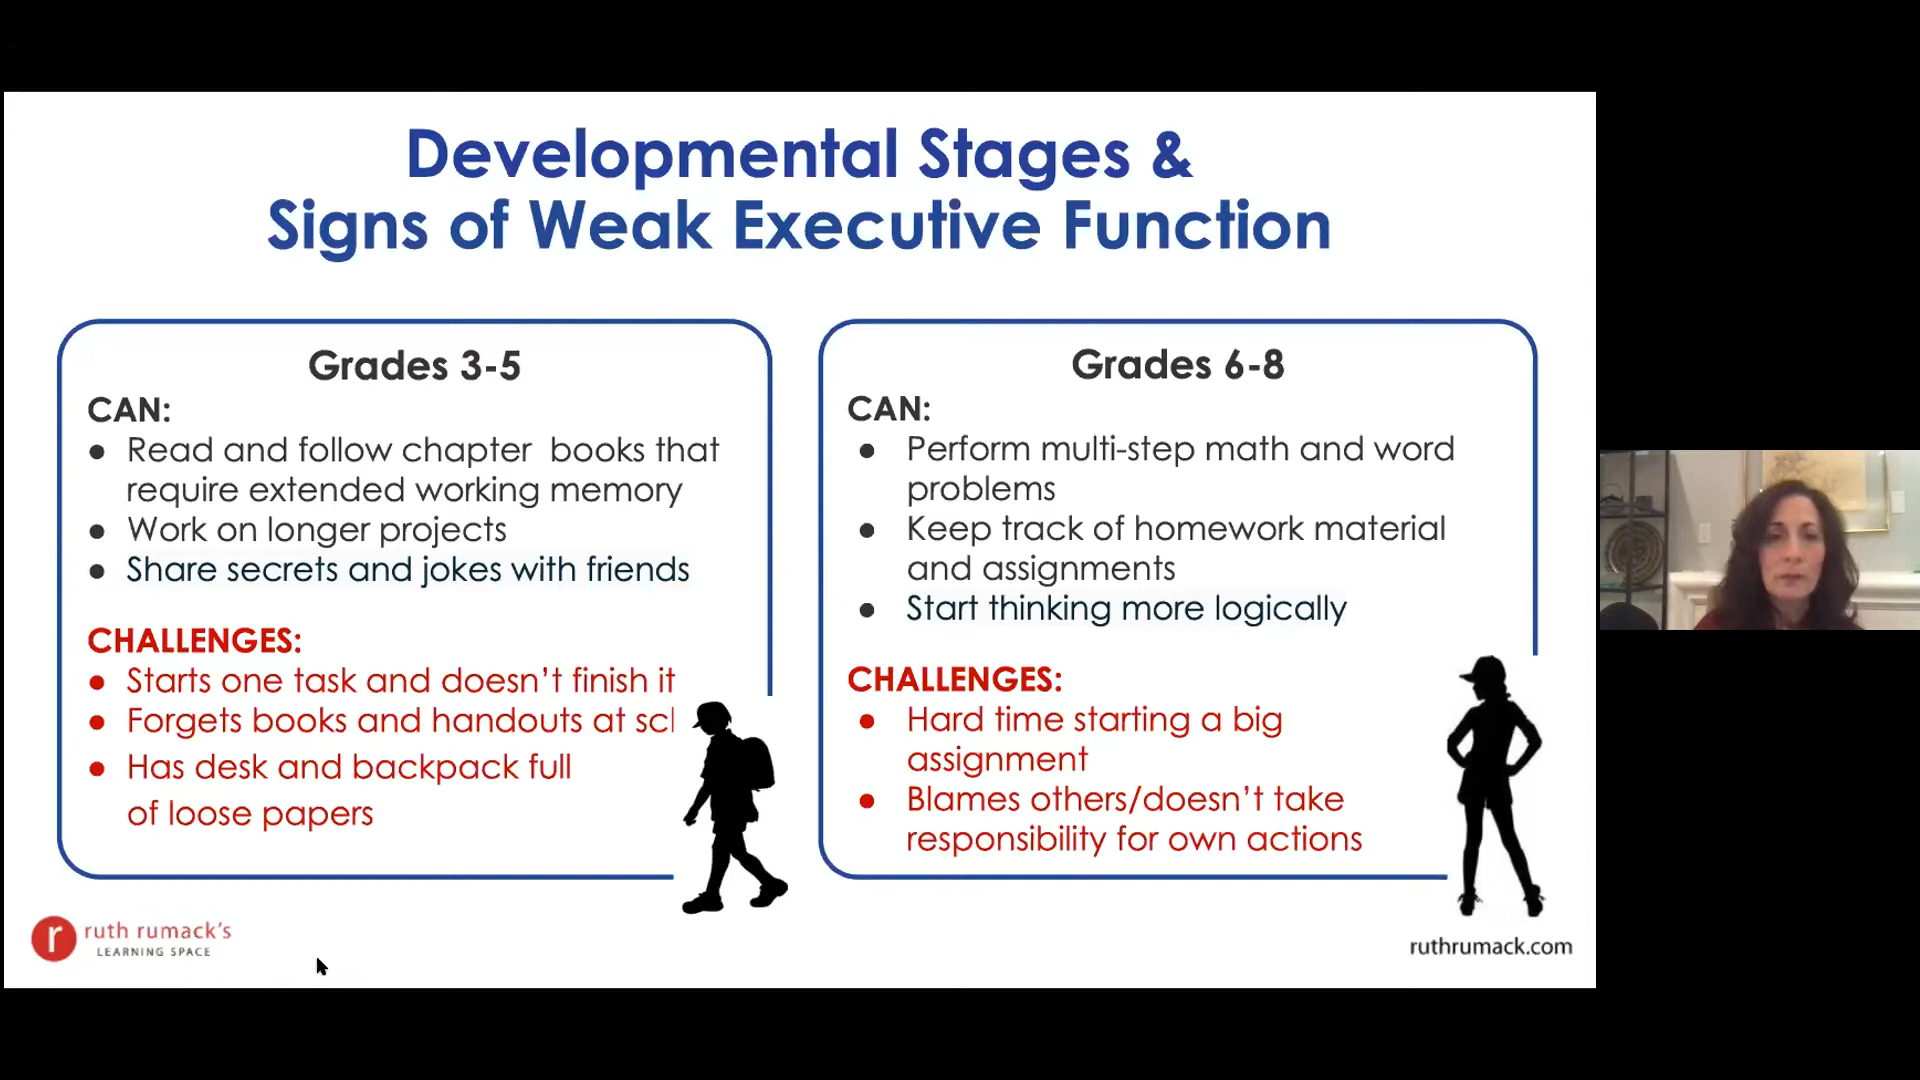 Developmental Stages &
Signs of Weak Executive Function
Grades 3-5
CAN:
● Read and follow chapter books that
require extended working memory
● Work on longer projects
● Share secrets and jokes with friends
CHALLENGES:
● Starts one task and doesn't finish it
● Forgets books and handouts at
● Has desk and backpack full
of loose papers
Grades 6-8
CAN:
● Perform multi-step math and word
problems
● Keep track of homework material
and assignments
● Start thinking more logically
CHALLENGES:
● Hard time starting a big
assignment
● Blames others/doesn't take
responsibility for own actions
r ruth rumack's
LEARNING SPACE
ruthrumack.com